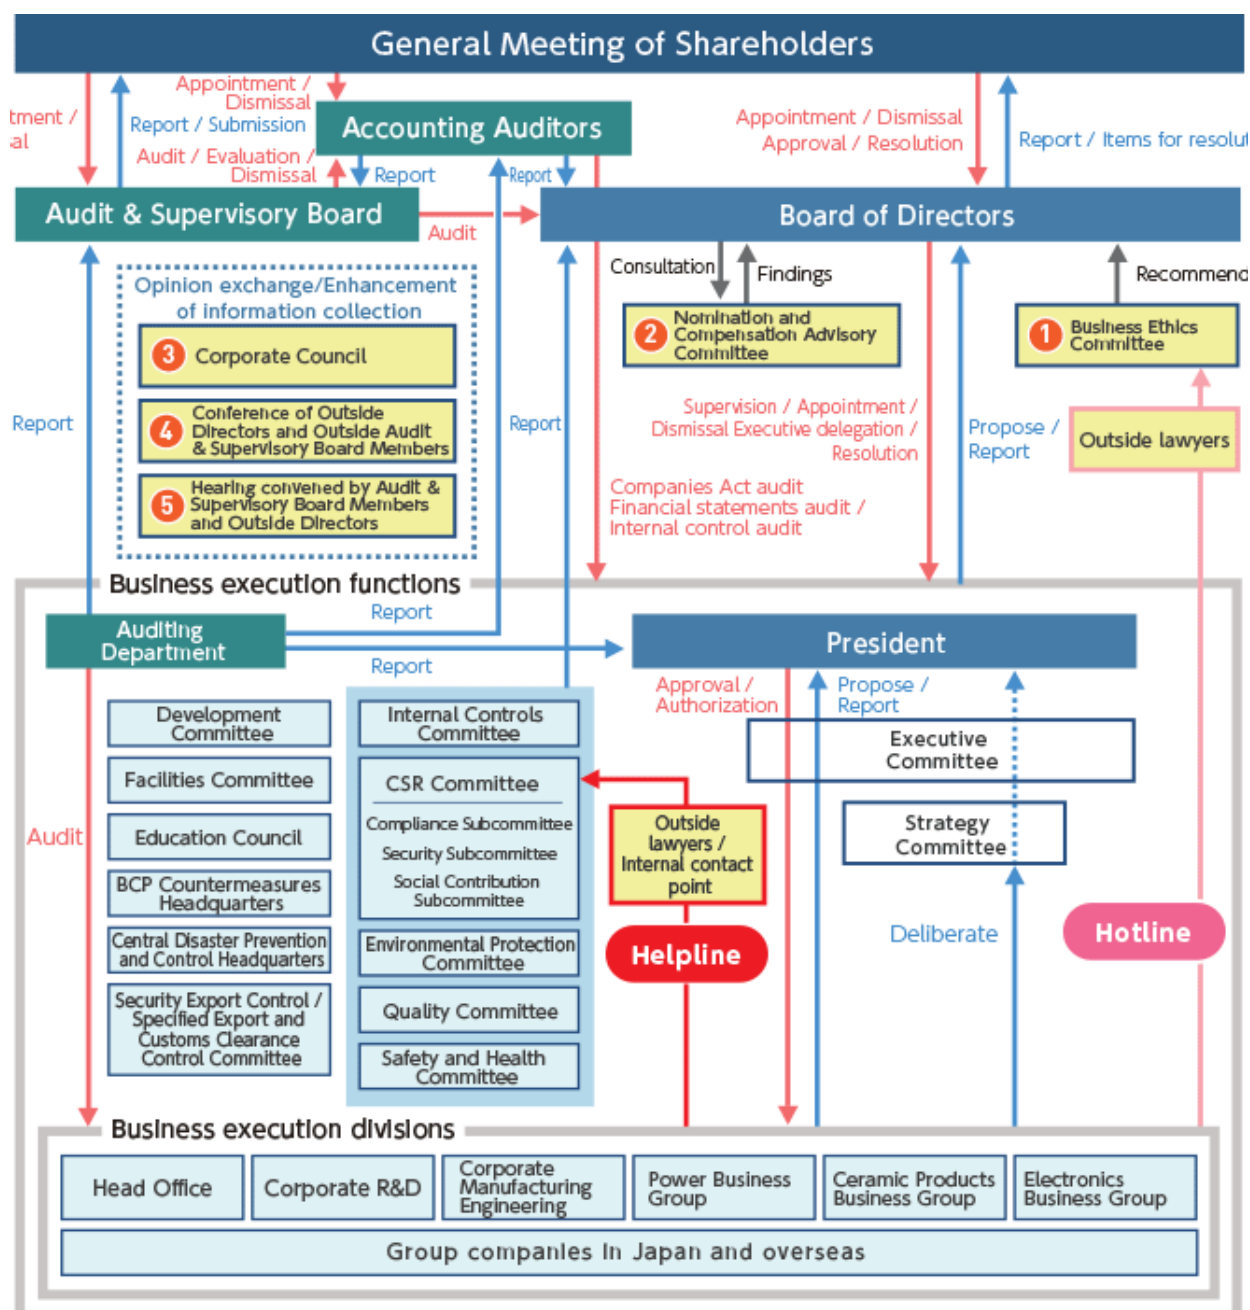 General Meeting of Shareholders
Appointment /
Dismissal
Report / Submission
Accounting Auditors
Audit / Evaluation /
Dismissal
Report
Report
Appointment / Dismissal
Approval / Resolution
Report / Items for
Audit & Supervisory Board
Audit
Board of Directors
Consultation
Findings
Recommend
Opinion exchange/Enhancement
of information collection
3 Corporate Council
4 Conference of Outside
Directors and Outside Audit
& Supervisory Board Members
5 Hearing convened by Audit &
Supervisory Board Members
and Outside Directors
2 Nomination and
Compensation Advisory
Committee
1 Business Ethics
Committee
Report
Report
Supervision / Appointment /
Dismissal Executive delegation /
Resolution
Propose /
Report
Outside lawyers
Companies Act audit
Financial statements audit /
Internal control audit
Business execution functions
Auditing
Department
Report
Report
President
Approval /
Authorization
Propose /
Report
Development
Committee
Facilities Committee
Education Council
BCP Countermeasures
Headquarters
Central Disaster Prevention
and Control Headquarters
Security Export Control /
Specified Export and
Customs Clearance
Control Committee
Internal Controls
Committee
CSR Committee
Compliance Subcommittee
Security Subcommittee
Social Contribution
Subcommittee
Environmental Protection
Committee
Quality Committee
Safety and Health
Committee
Executive
Committee
Strategy
Committee
Outside
lawyers /
Internal contact
point
Audit
Helpline
Deliberate
Hotline
Business execution divisions
Head Office
Corporate R&D
Corporate
Manufacturing
Engineering
Power Business
Group
Ceramic Products
Business Group
Electronics
Business Group
Group companies in Japan and overseas